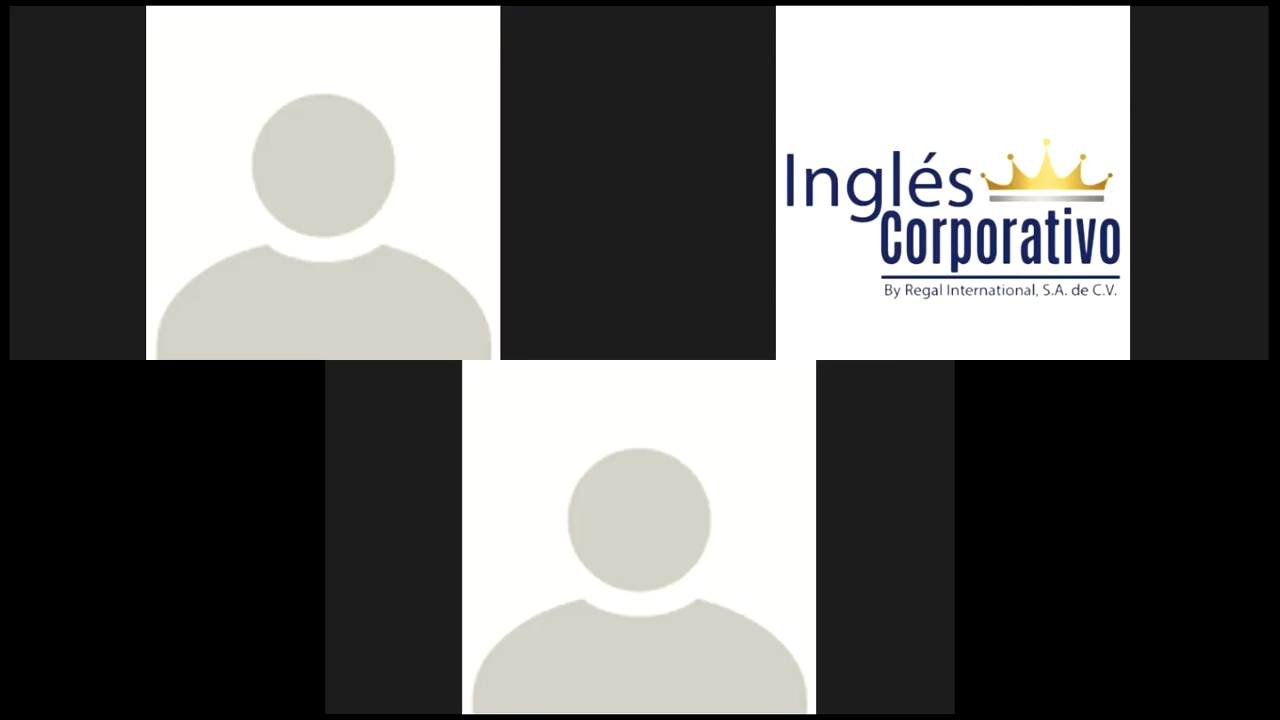 Inglés
Corporativo
By Regal International, S.A. de C.V.